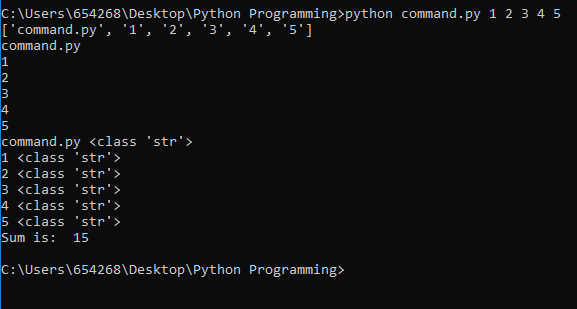 C:\Users\654268\Desktop\Python Programming>python command.py 1 2 3 4 5
['command.py', '1', '2', '3', '4', '5']
command.py
1
2
3
4
5
command.py <class 'str'>
1 <class 'str'>
2 <class 'str'>
3 <class 'str'>
4 <class 'str'>
5 <class 'str'>
Sum is:  15
C:\Users\654268\Desktop\Python Programming>